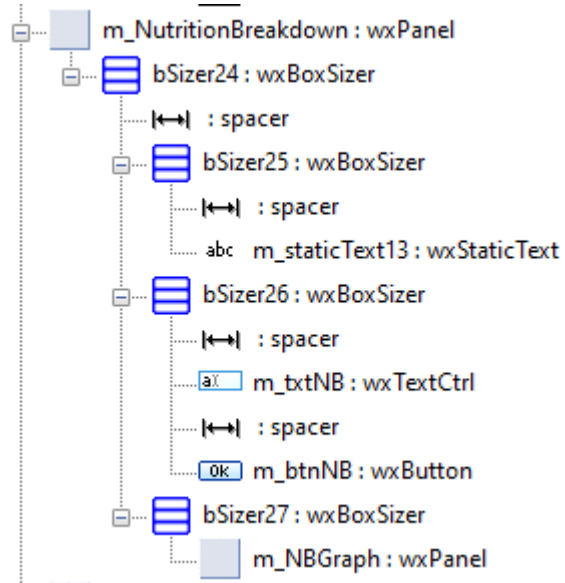 m_NutritionBreakdown : wxPanel
bSizer24 : wxBoxSizer
: spacer
bSizer25 : wxBoxSizer
: spacer
abc m_staticText13 : wxStaticText
bSizer26 : wxBoxSizer
: spacer
a m_txtNB : wxTextCtrl
: spacer
OK m_btnNB : wxButton
bSizer27 : wxBoxSizer
m_NBGraph : wxPanel